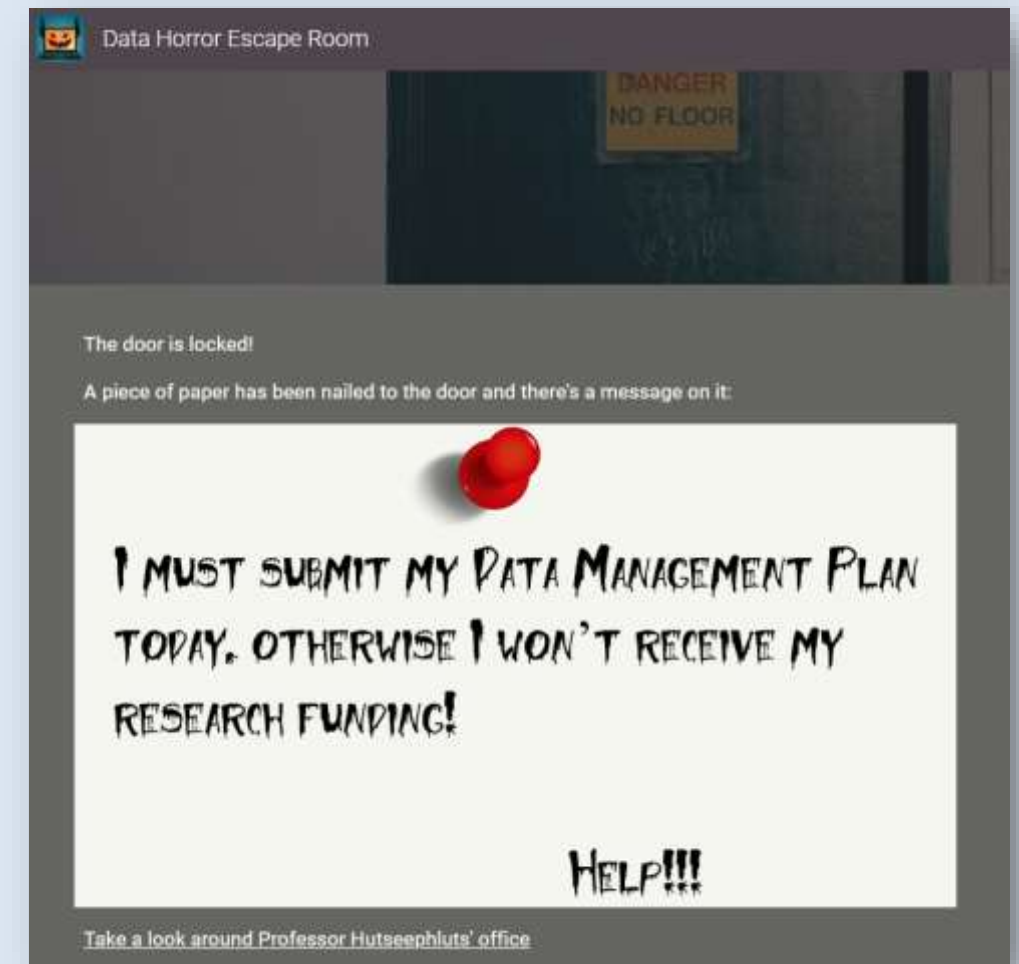 Data Horror Escape Room
DANGER
NO FLOOR
The door is locked!
A piece of paper has been nailed to the door and there's a message on it:
I MUST SUBMIT MY DATA MANAGEMENT PLAN
TODAY. OTHERWISE I WON'T RECEIVE MY
RESEARCH FUNDING!
HELP!!!
Take a look around Professor Hutseephluts' office